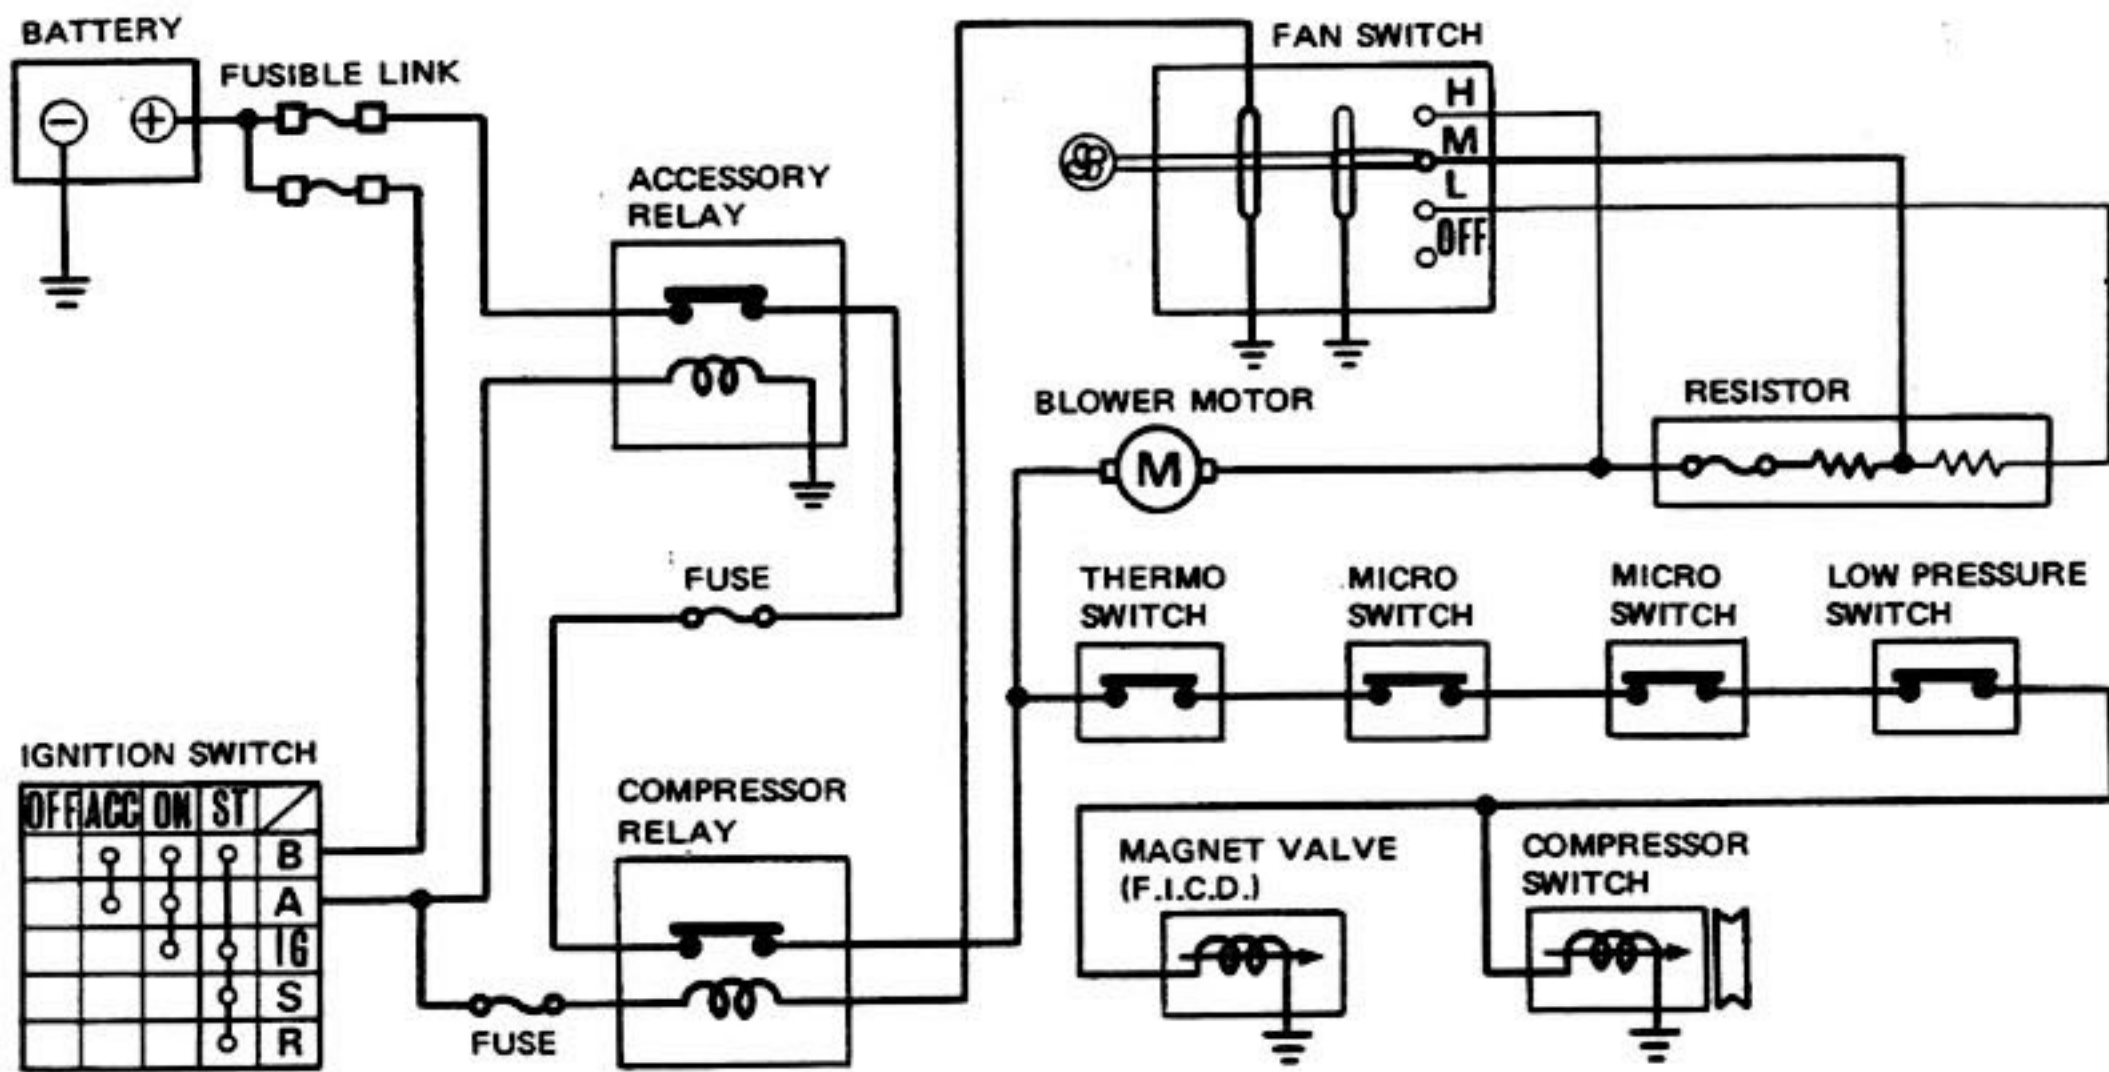 BATTERY
FUSIBLE LINK
FAN SWITCH
H
M
L
OFF
ACCESSORY
RELAY
BLOWER MOTOR
M
RESISTOR
FUSE
THERMO
SWITCH
MICRO
SWITCH
MICRO
SWITCH
LOW PRESSURE
SWITCH
IGNITION SWITCH
OFF ACC ON ST
B
A
IG
S
R
COMPRESSOR
RELAY
FUSE
MAGNET VALVE
(F.I.C.D.)
COMPRESSOR
SWITCH